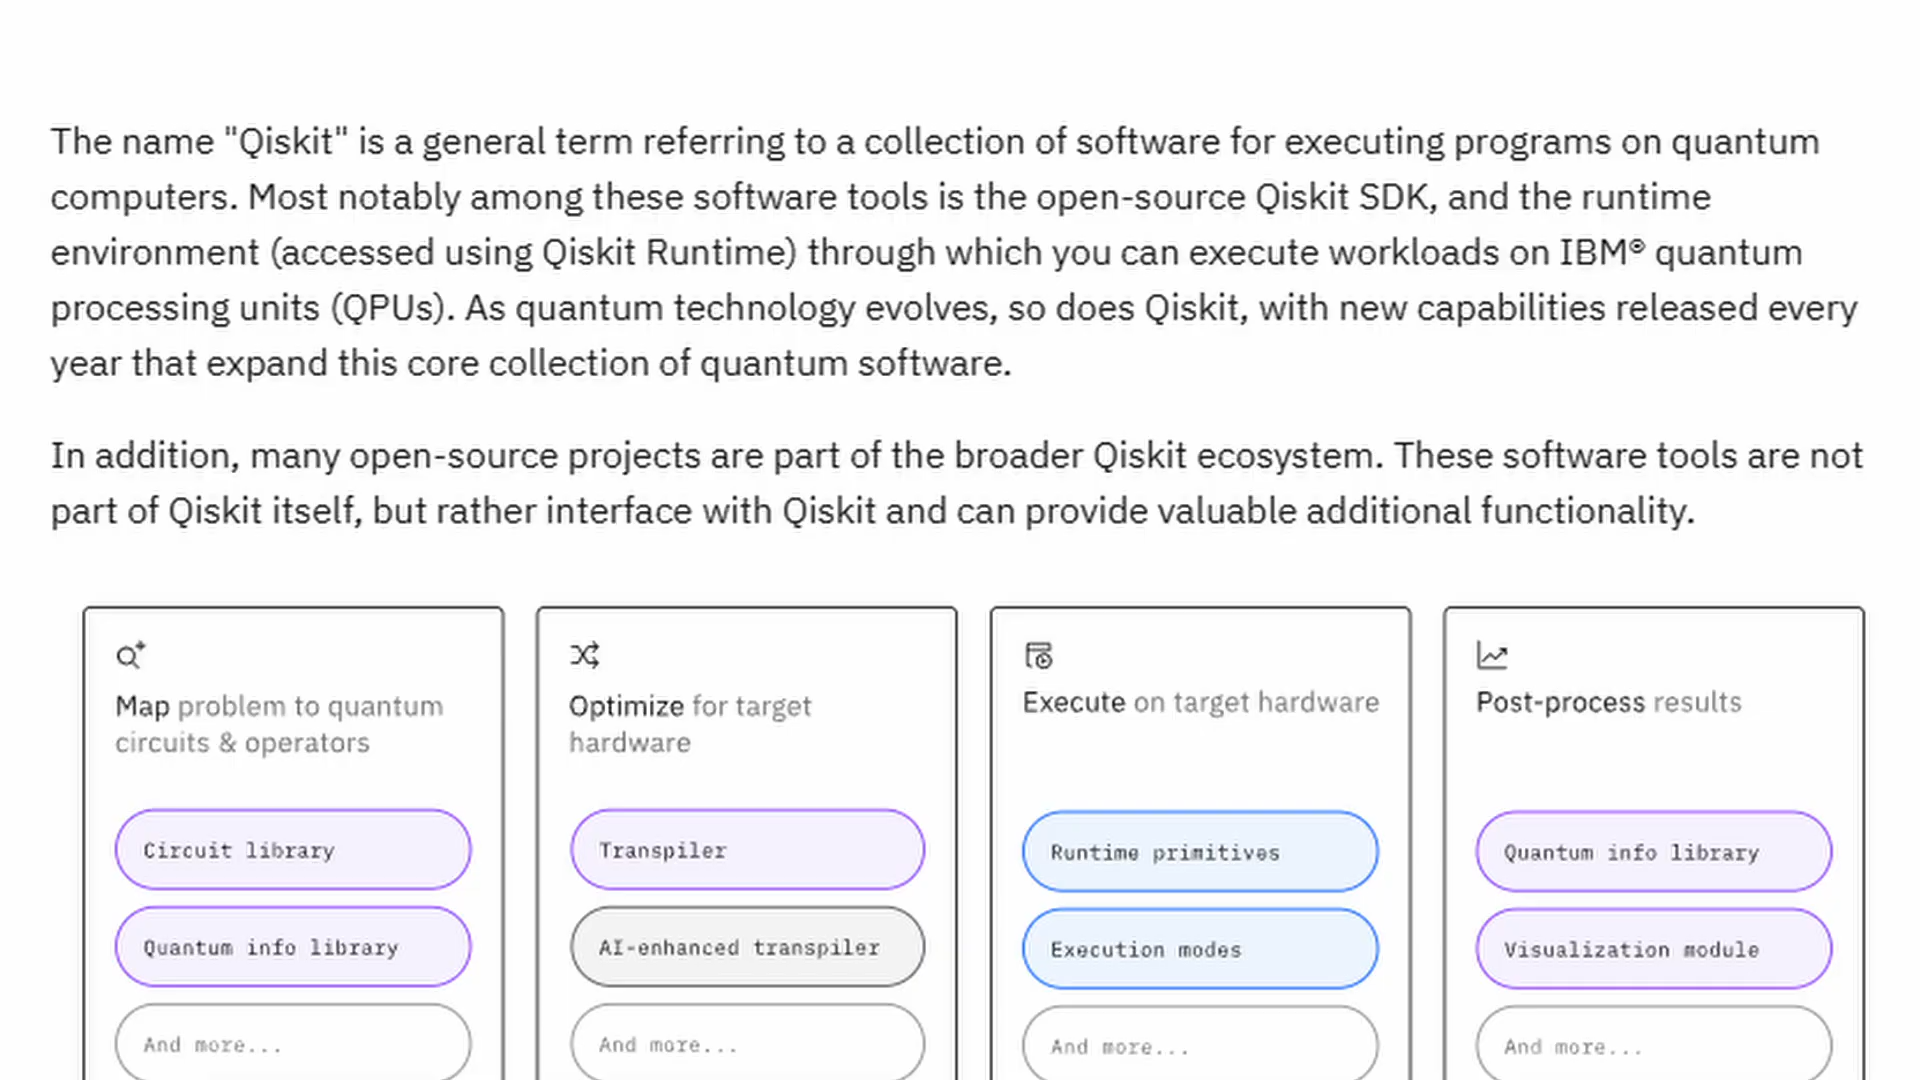 The name "Qiskit" is a general term referring to a collection of software for executing programs on quantum
computers. Most notably among these software tools is the open-source Qiskit SDK, and the runtime
environment (accessed using Qiskit Runtime) through which you can execute workloads on IBM® quantum
processing units (QPUs). As quantum technology evolves, so does Qiskit, with new capabilities released every
year that expand this core collection of quantum software.
In addition, many open-source projects are part of the broader Qiskit ecosystem. These software tools are not
part of Qiskit itself, but rather interface with Qiskit and can provide valuable additional functionality.
Map problem to quantum
circuits & operators
Circuit library
Quantum info library
And more...
Optimize for target
hardware
Transpiler
AI-enhanced transpiler
And more...
Execute on target hardware
Runtime primitives
Execution modes
And more...
Post-process results
Quantum info library
Visualization module
And more...